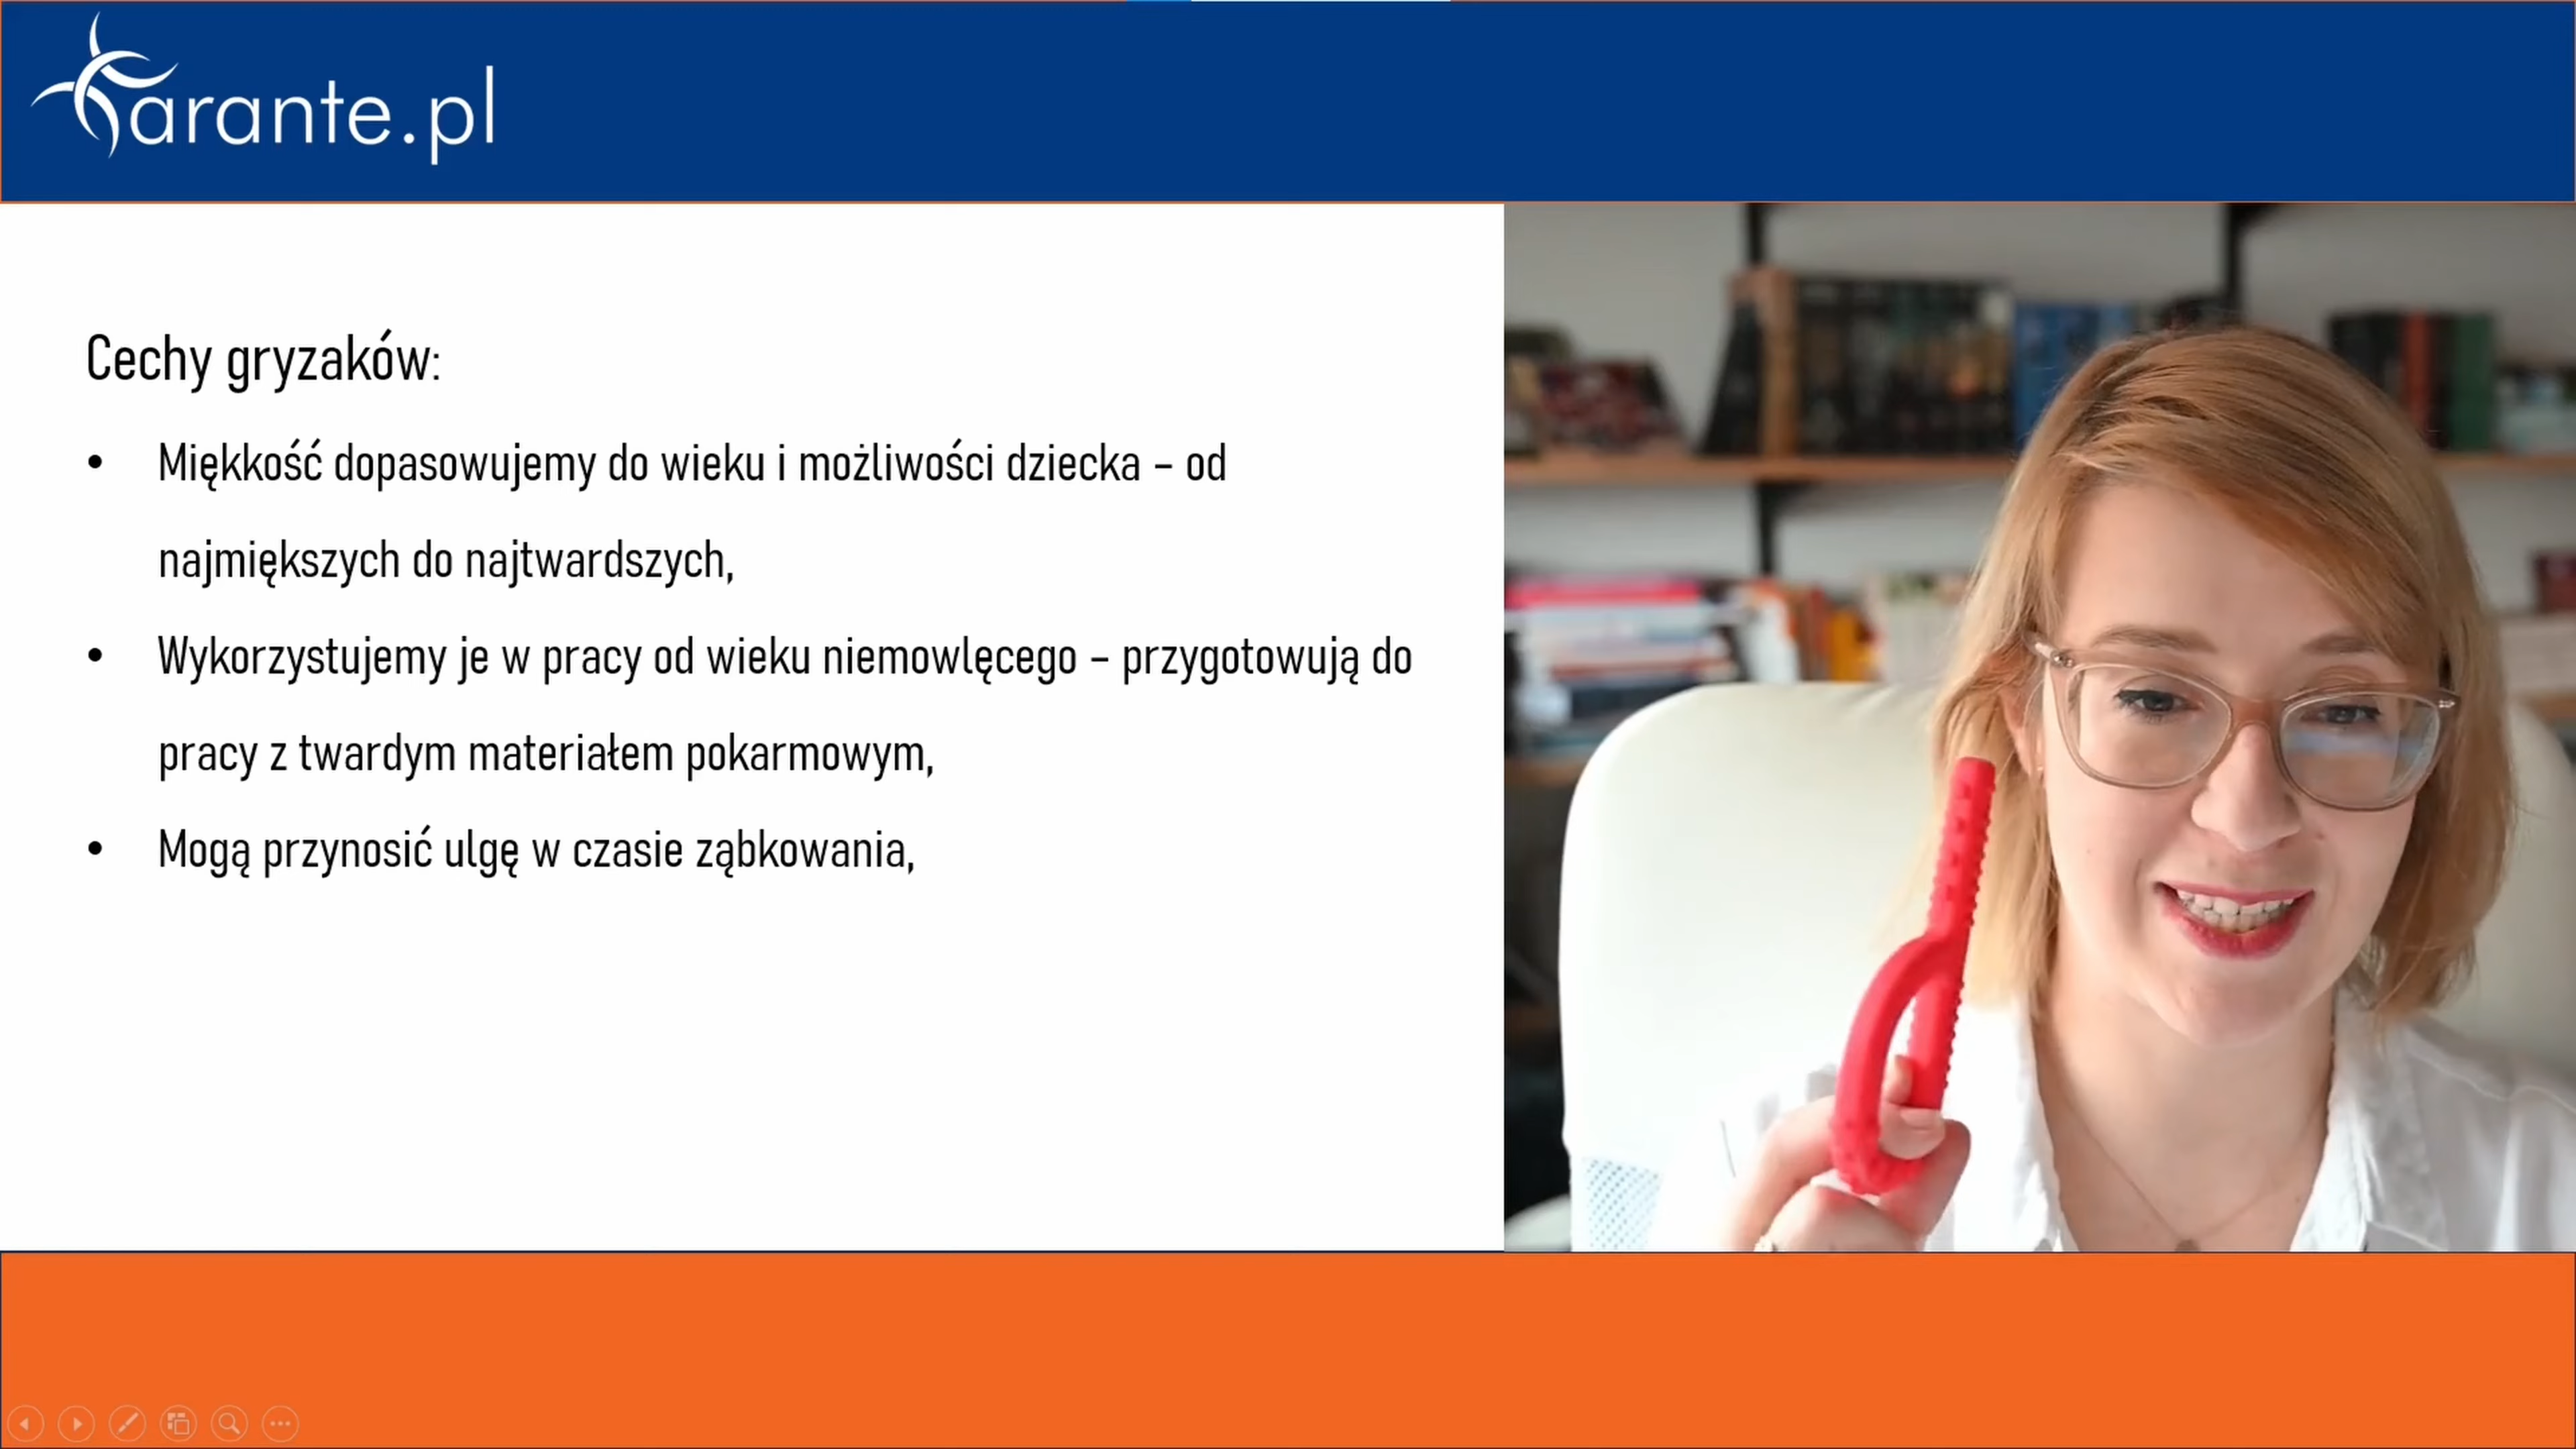 arante.pl
Cechy gryzaków:
• Miękkość dopasowujemy do wieku i możliwości dziecka – od
najmiększych do najtwardszych,
• Wykorzystujemy je w pracy od wieku niemowlęcego – przygotowują do
pracy z twardym materiałem pokarmowym,
• Mogą przynosić ulgę w czasie ząbkowania,